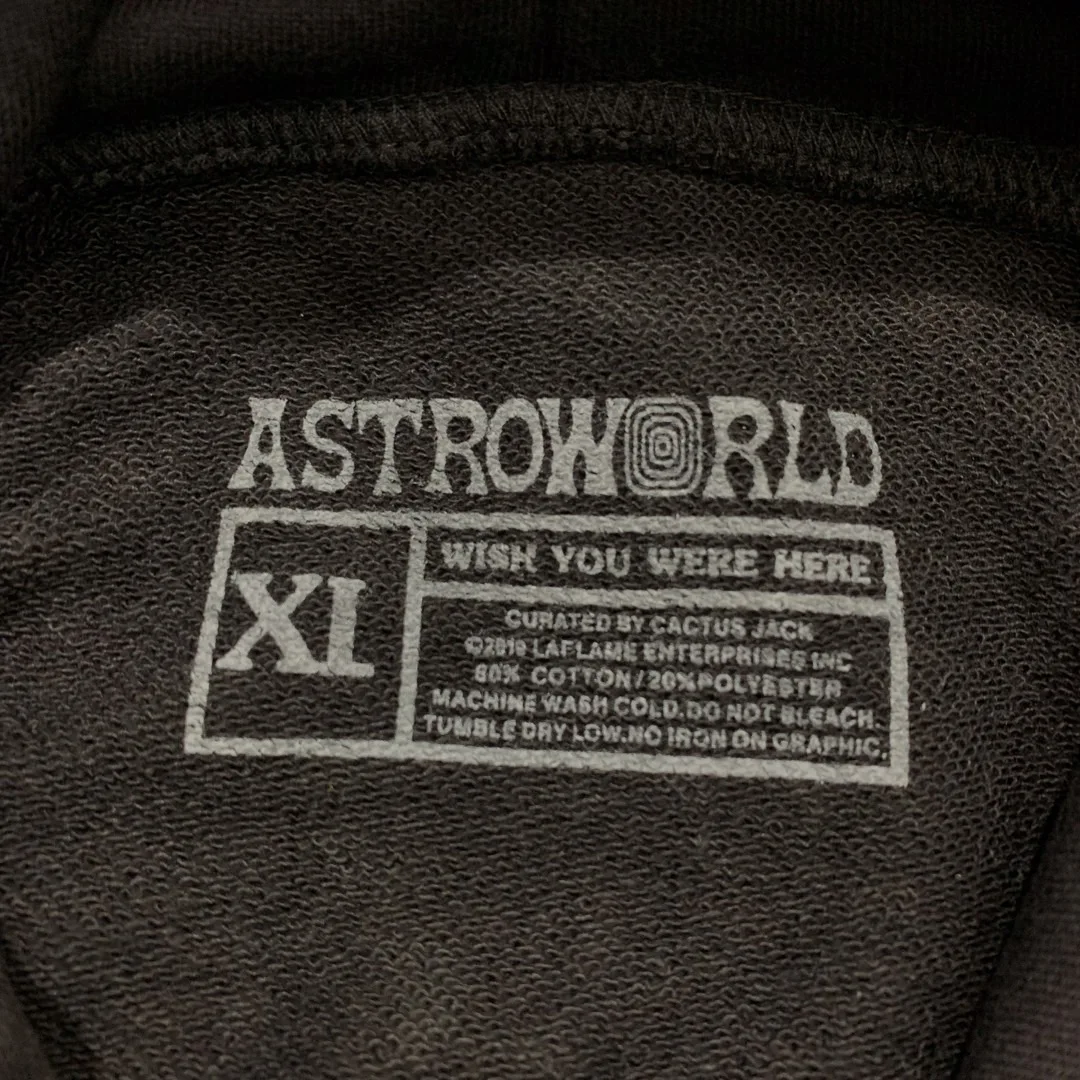 ASTROWORLD
XL
WISH YOU WERE HERE
CURATED BY CACTUS JACK
LAFLAME ENTERPRISES INC
80% COTTON/20%POLYESTER
MACHINE WASH COLD.DO NOT BLEACH.
TUMBLE DRY LOW.NO IRON ON GRAPHIC.